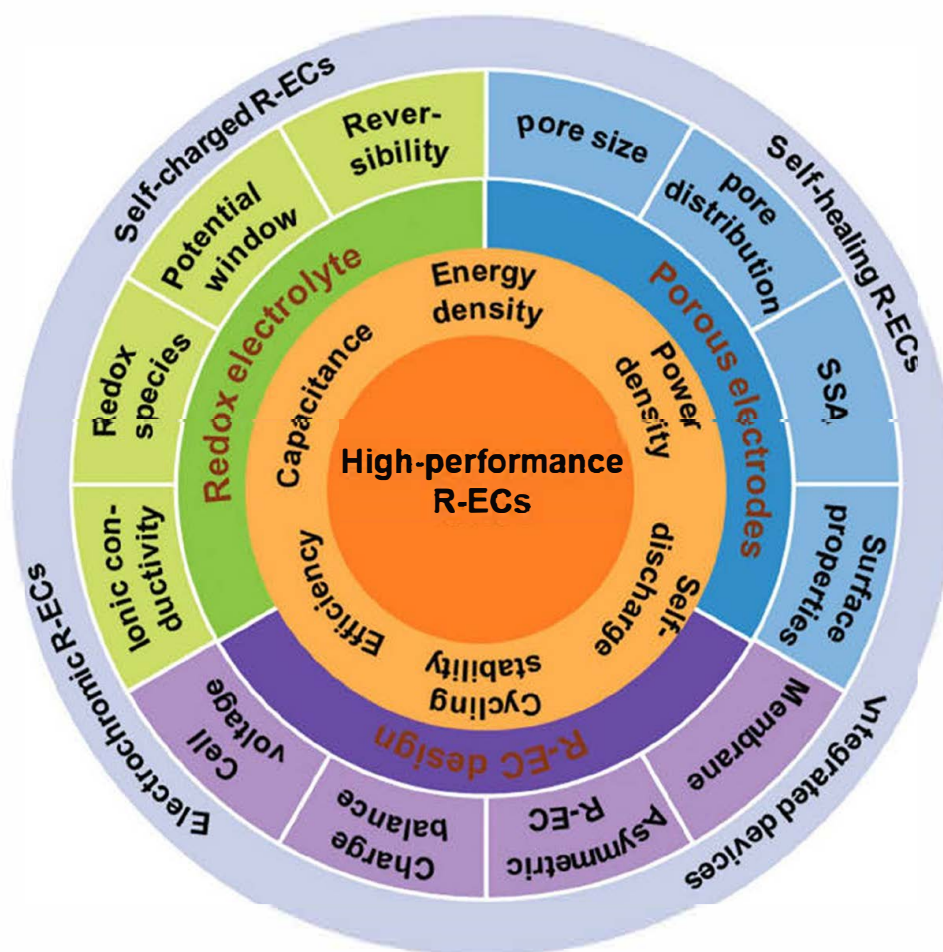 High-performance
R-ECs
Energy
density
Power
density
Self-
discharge
Cycling
stability
Efficiency
Capacitance
Redox electrolyte
Porous electrodes
R-EC design
Rever-
sibility
pore size
pore
distribution
SSA
Surface
properties
Membrane
Asymmetric
R-EC
Charge
balance
Cell
voltage
Ionic con-
ductivity
Redox
species
Potential
window
Self-charged R-ECs
Self-healing R-ECs
Integrated devices
Electrochromic R-ECs